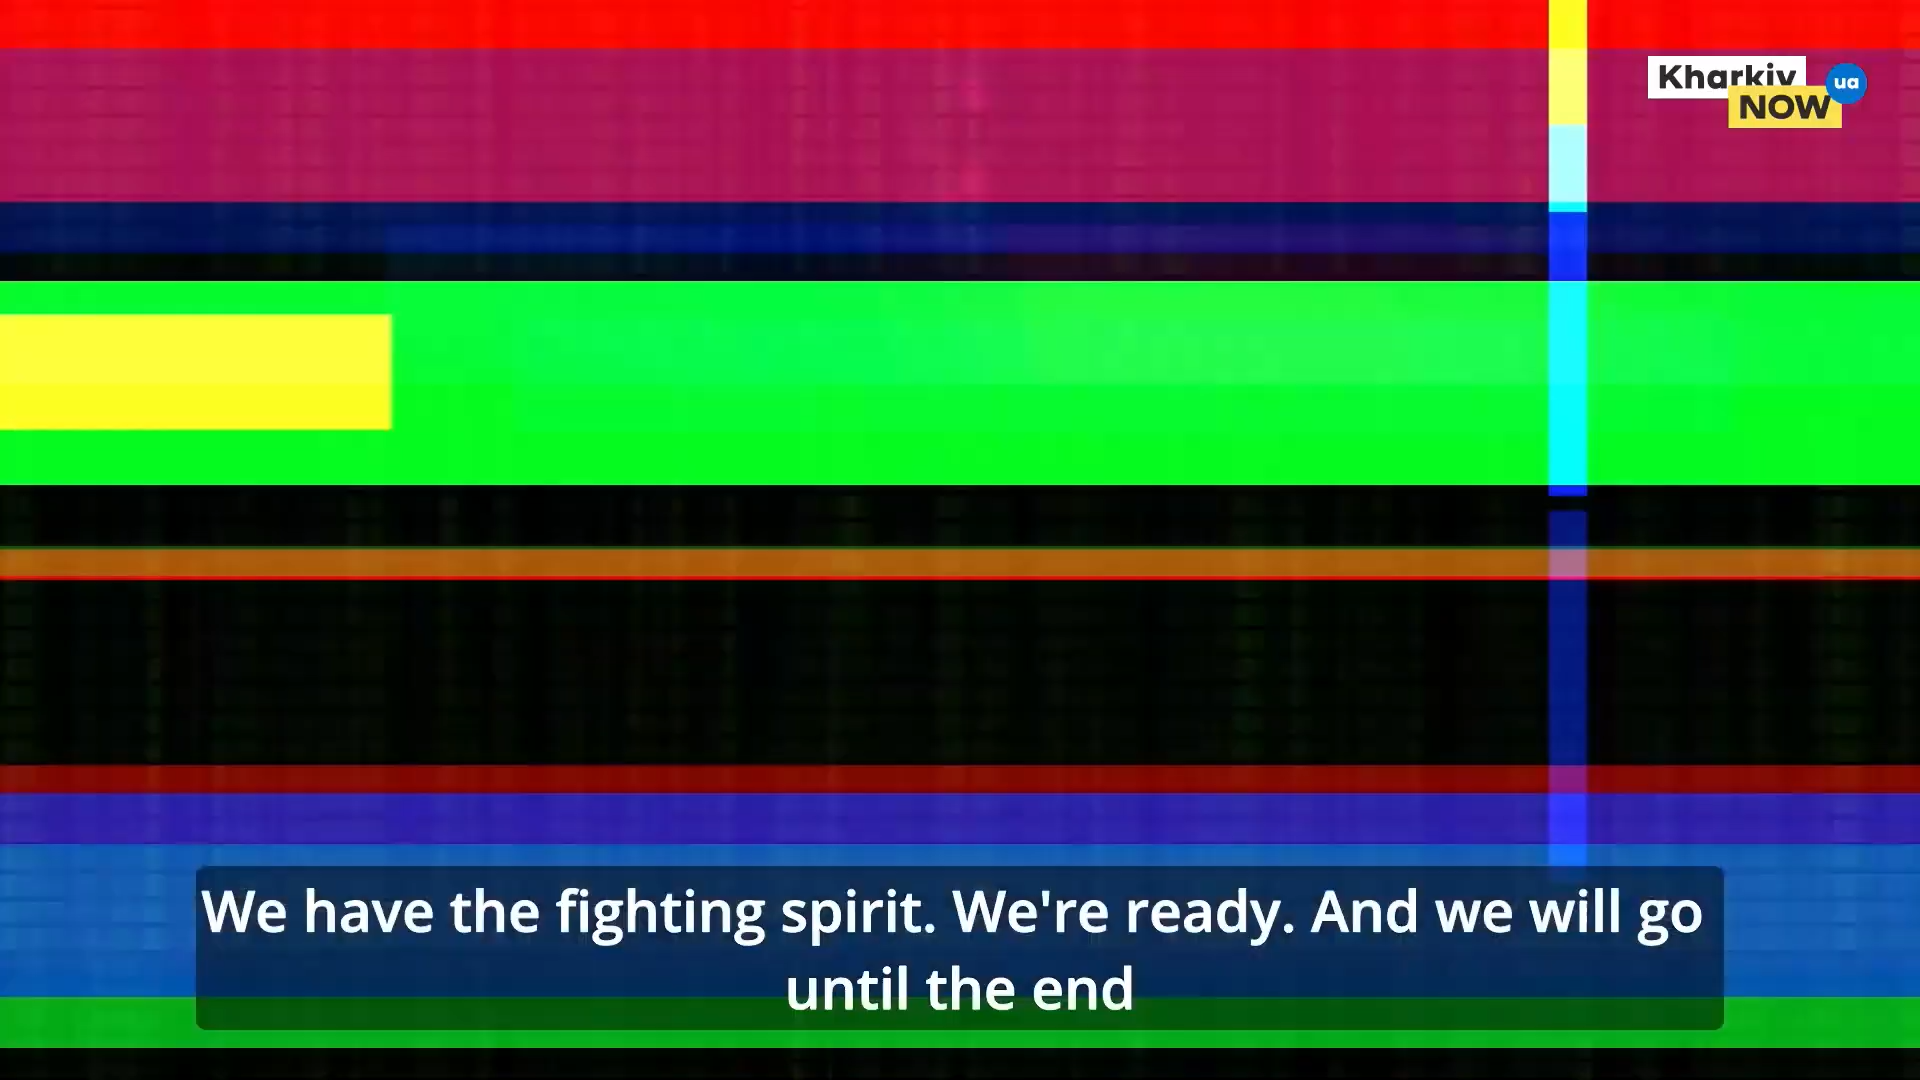 Kharkiv
NOW
ua
We have the fighting spirit. We're ready. And we will go
until the end